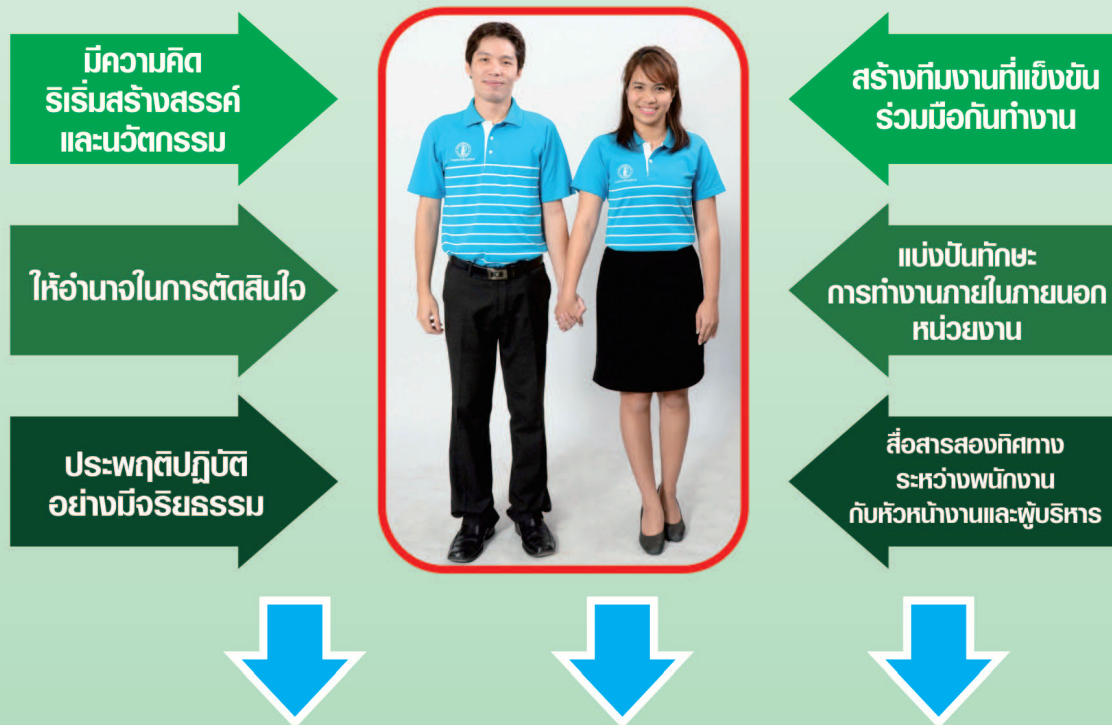 มีความคิด
ริเริ่มสร้างสรรค์
และนวัตกรรม
ให้อำนาจในการตัดสินใจ
ประพฤติปฏิบัติ
อย่างมีจริยธรรม
สร้างทีมงานที่แข็งขัน
ร่วมมือกันทำงาน
แบ่งปันทักษะ
การทำงานภายในภายนอก
หน่วยงาน
สื่อสารสองทิศทาง
ระหว่างพนักงาน
กับหัวหน้างานและผู้บริหาร